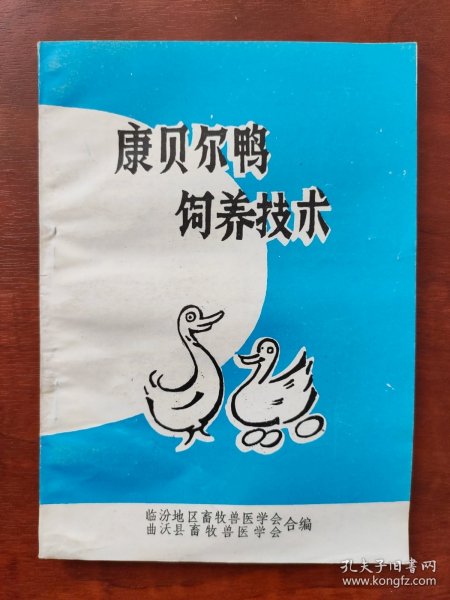 康贝尔鸭
饲养技术
临汾地区畜牧兽医学会
曲沃县畜牧兽医学会
合编
孔夫子旧书网
www.kongfz.com